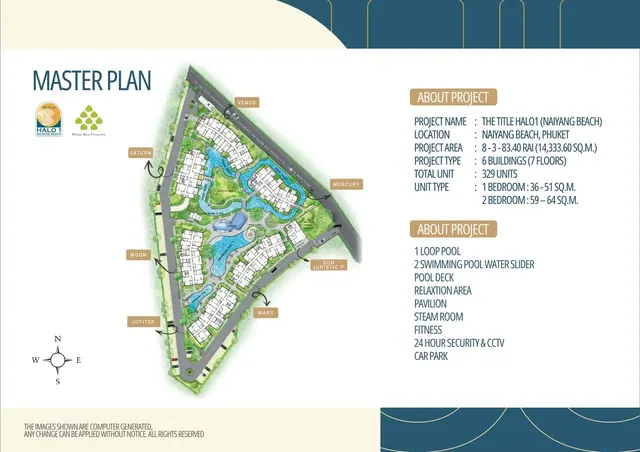 MASTER PLAN
HALO 1
VENUS
SATURN
MERCURY
MOON
SUN
JURISTIC P.
MARS
JUPITER
N
W
E
S
ABOUT PROJECT
PROJECT NAME : THE TITLE HALO1 (NAIYANG BEACH)
LOCATION : NAIYANG BEACH, PHUKET
PROJECT AREA : 8 - 3 - 83.40 RAI (14,333.60 SQ.M.)
PROJECT TYPE : 6 BUILDINGS (7 FLOORS)
TOTAL UNIT : 329 UNITS
UNIT TYPE : 1 BEDROOM : 36 - 51 SQ.M.
2 BEDROOM : 59 – 64 SQ.M.
ABOUT PROJECT
1 LOOP POOL
2 SWIMMING POOL WATER SLIDER
POOL DECK
RELAXTION AREA
PAVILION
STEAM ROOM
FITNESS
24 HOUR SECURITY & CCTV
CAR PARK
THE IMAGES SHOWN ARE COMPUTER GENERATED,
ANY CHANGE CAN BE APPLIED WITHOUT NOTICE. ALL RIGHTS RESERVED